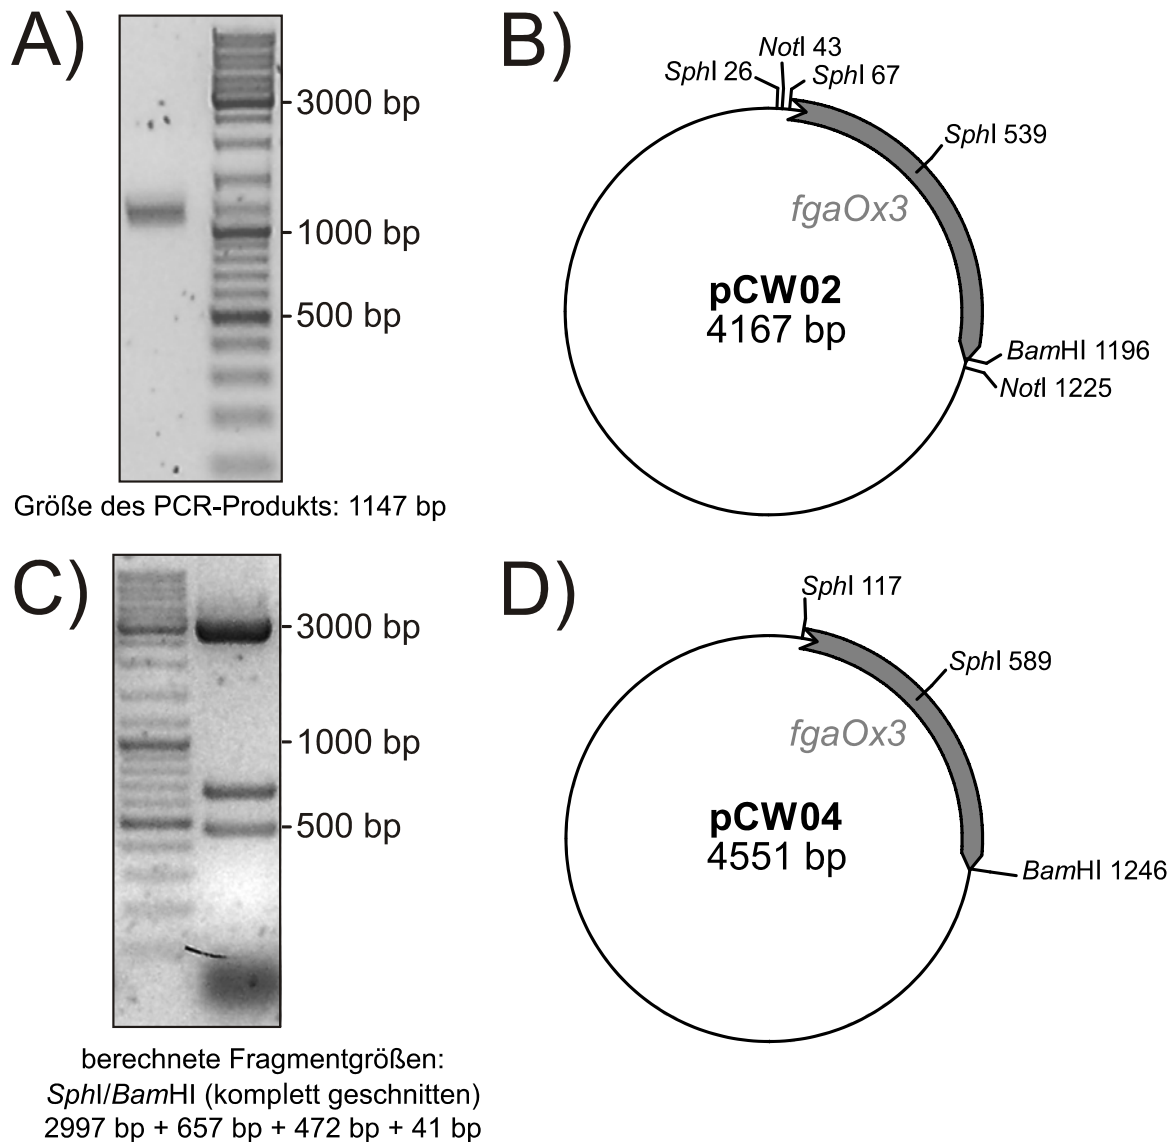 A)
3000 bp
1000 bp
500 bp
Größe des PCR-Produkts: 1147 bp
B)
NotI 43
SphI 26
SphI 67
SphI 539
fgaOx3
pCW02
4167 bp
BamHI 1196
NotI 1225
C)
3000 bp
1000 bp
500 bp
berechnete Fragmentgrößen:
SphI/BamHI (komplett geschnitten)
2997 bp + 657 bp + 472 bp + 41 bp
D)
SphI 117
SphI 589
fgaOx3
pCW04
4551 bp
BamHI 1246